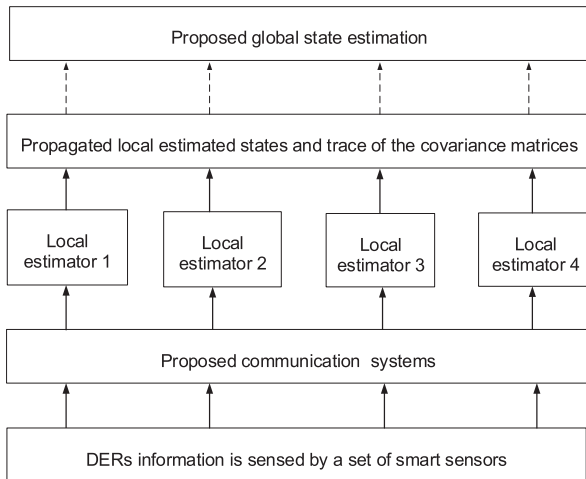 Proposed global state estimation
Propagated local estimated states and trace of the covariance matrices
Local
estimator 1
Local
estimator 2
Local
estimator 3
Local
estimator 4
Proposed communication systems
DERs information is sensed by a set of smart sensors